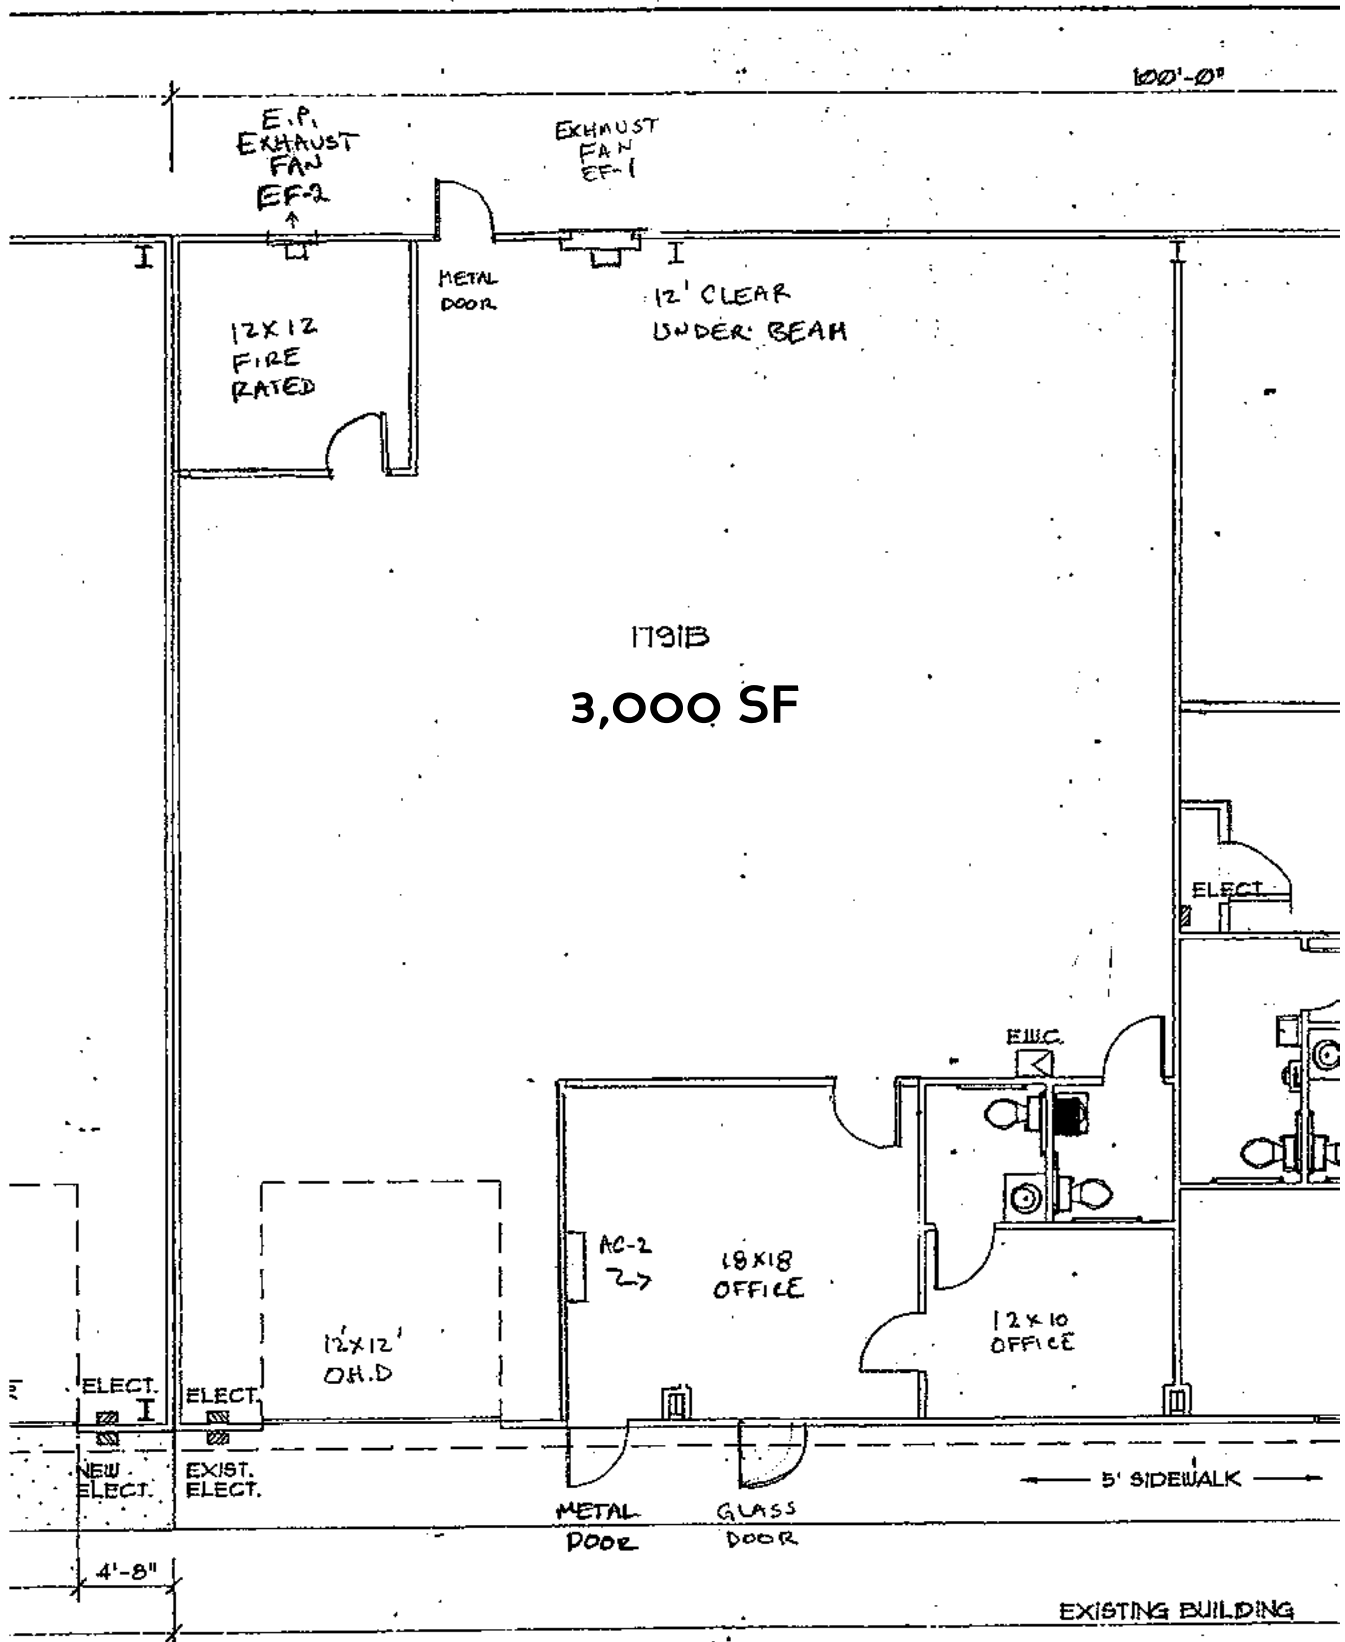 100'-0"
E.P.
EXHAUST
FAN
EF-2
EXHAUST
FAN
EF-1
METAL
DOOR
12' CLEAR
UNDER BEAM
12X12
FIRE
RATED
1791B
3,000 SF
ELECT.
E.W.C.
AC-2
18X18
OFFICE
12X10
OFFICE
12'X12'
O.H.D
ELECT.
ELECT.
NEW
ELECT.
EXIST.
ELECT.
METAL
DOOR
GLASS
DOOR
5' SIDEWALK
4'-8"
EXISTING BUILDING